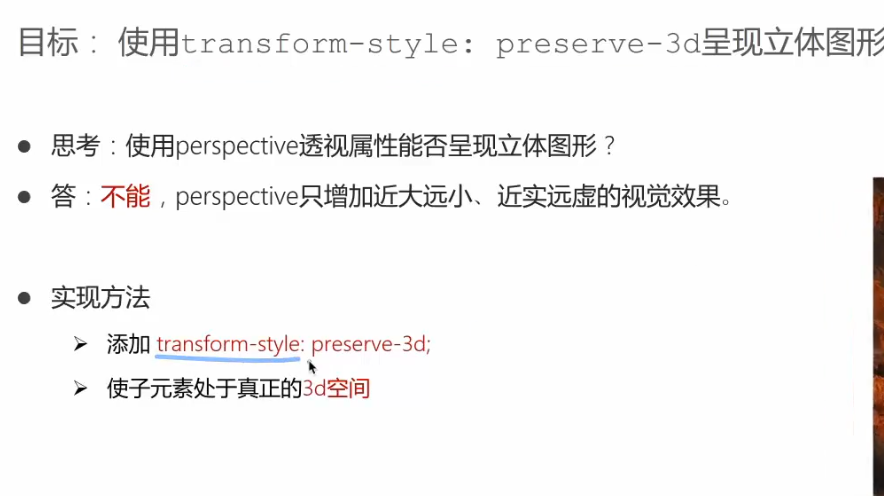 目标： 使用transform-style: preserve-3d呈现立体图形
● 思考：使用perspective透视属性能否呈现立体图形？
● 答：不能，perspective只增加近大远小、近实远虚的视觉效果。
● 实现方法
➢ 添加 transform-style: preserve-3d;
➢ 使子元素处于真正的3d空间